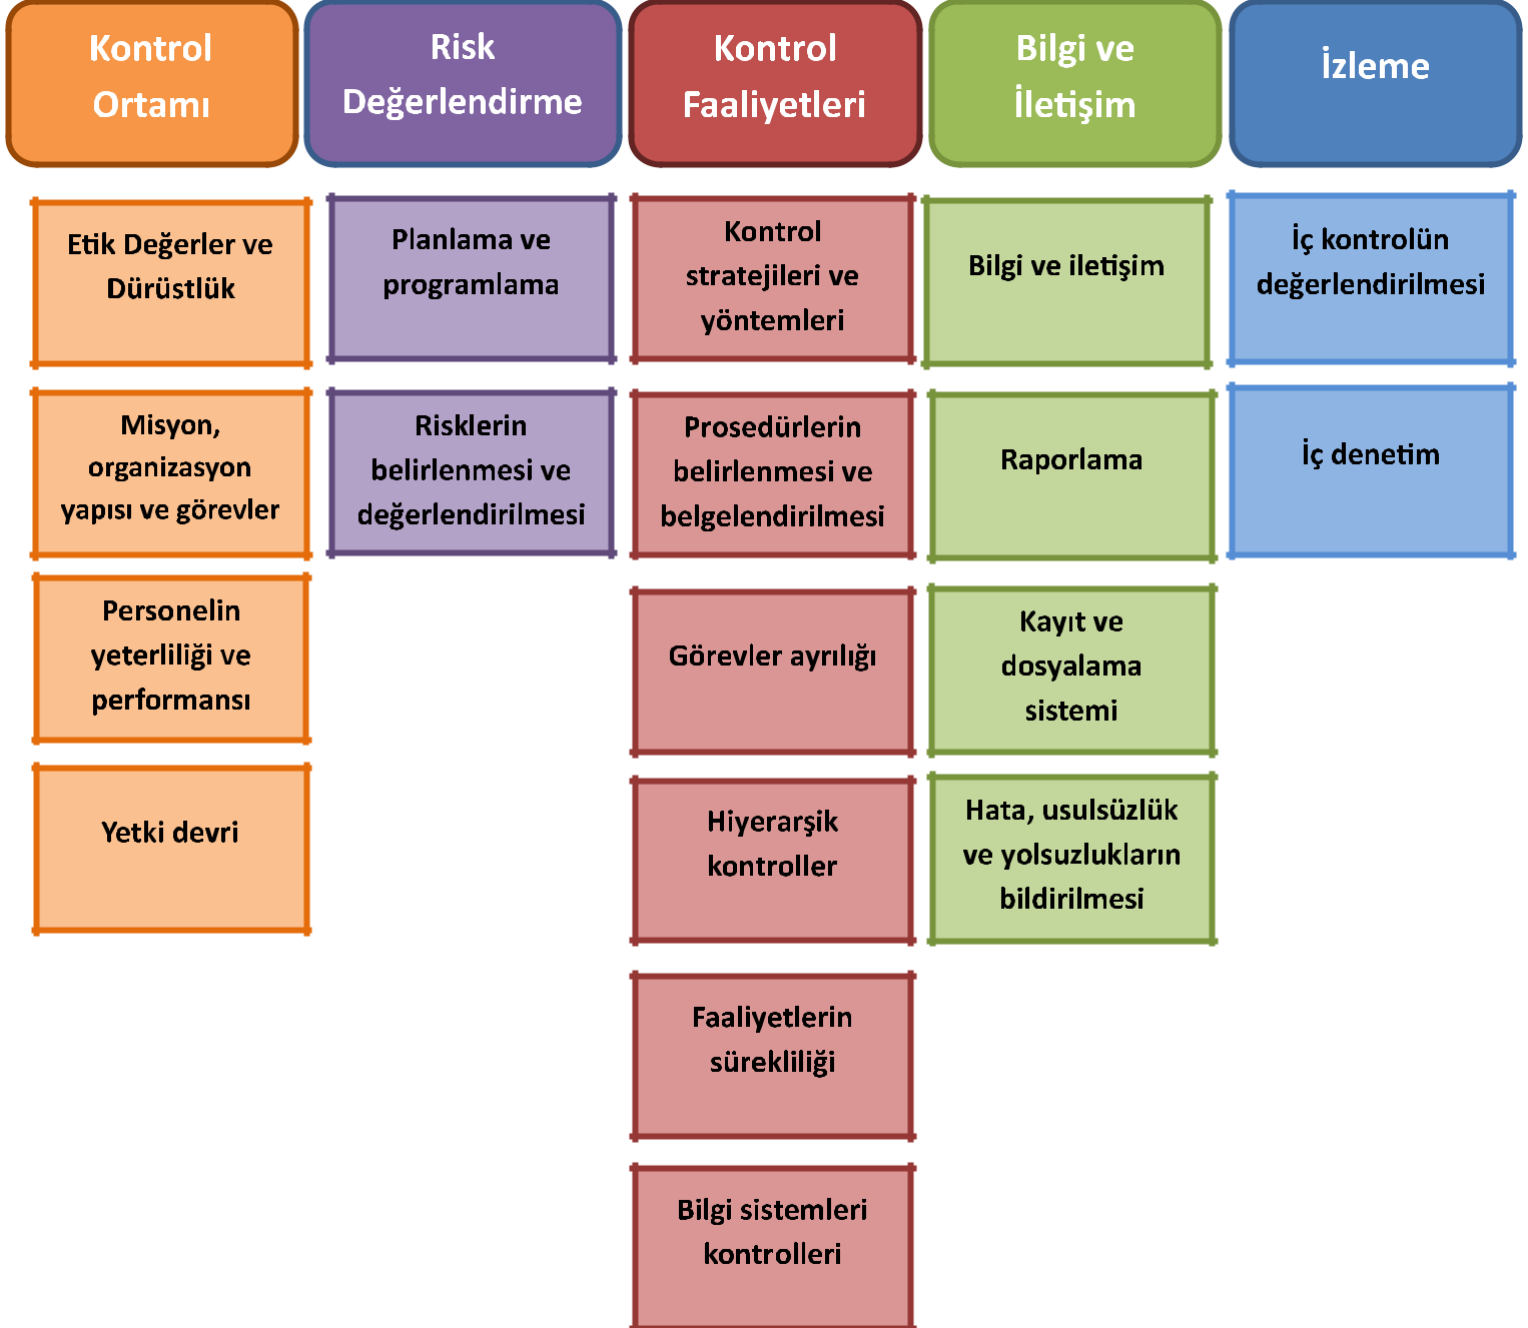 Kontrol
Ortamı
Risk
Değerlendirme
Kontrol
Faaliyetleri
Bilgi ve
İletişim
İzleme
Etik Değerler ve
Dürüstlük
Misyon,
organizasyon
yapısı ve görevler
Personelin
yeterliliği ve
performansı
Yetki devri
Planlama ve
programlama
Risklerin
belirlenmesi ve
değerlendirilmesi
Kontrol
stratejileri ve
yöntemleri
Prosedürlerin
belirlenmesi ve
belgelendirilmesi
Görevler ayrılığı
Hiyerarşik
kontroller
Faaliyetlerin
sürekliliği
Bilgi sistemleri
kontrolleri
Bilgi ve iletişim
Raporlama
Kayıt ve
dosyalama
sistemi
Hata, usulsüzlük
ve yolsuzlukların
bildirilmesi
İç kontrolün
değerlendirilmesi
İç denetim